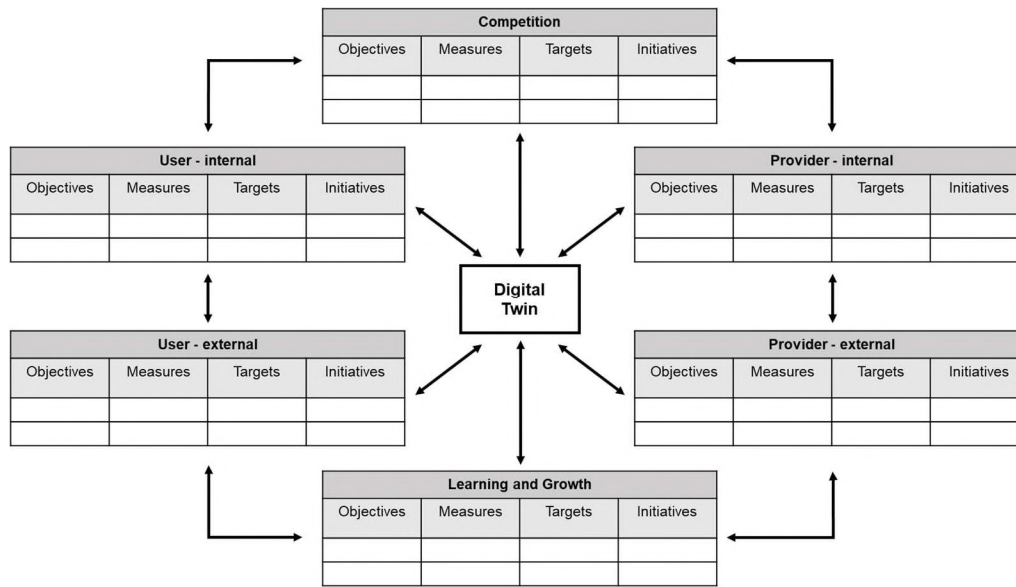 Competition
Objectives Measures Targets Initiatives
User - internal
Objectives Measures Targets Initiatives
Provider - internal
Objectives Measures Targets Initiatives
Digital
Twin
User - external
Objectives Measures Targets Initiatives
Provider - external
Objectives Measures Targets Initiatives
Learning and Growth
Objectives Measures Targets Initiatives